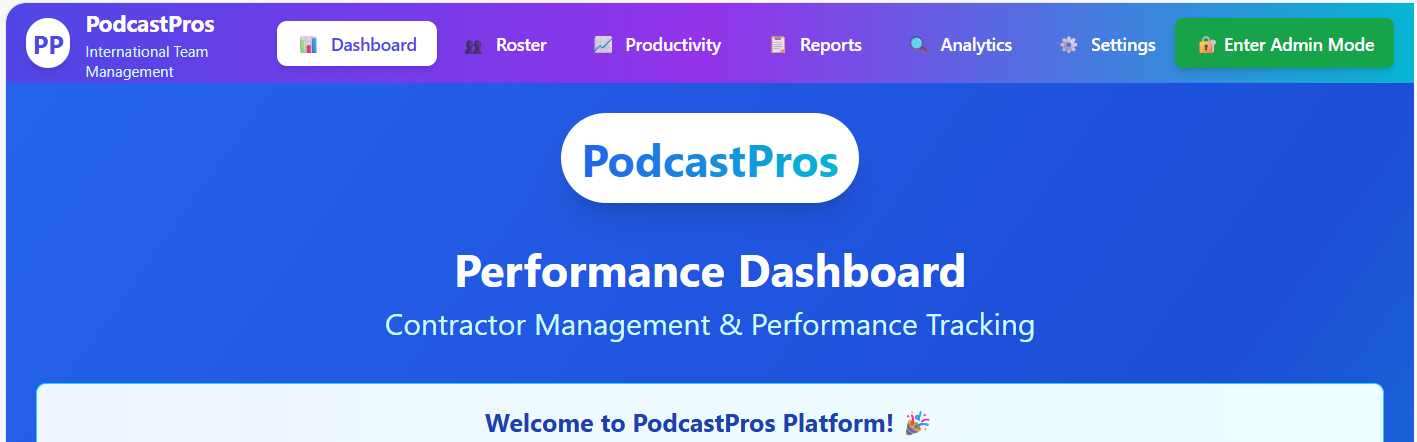 PP
PodcastPros
International Team
Management
Dashboard
Roster
Productivity
Reports
Analytics
Settings
Enter Admin Mode
PodcastPros
Performance Dashboard
Contractor Management & Performance Tracking
Welcome to PodcastPros Platform! 🎉